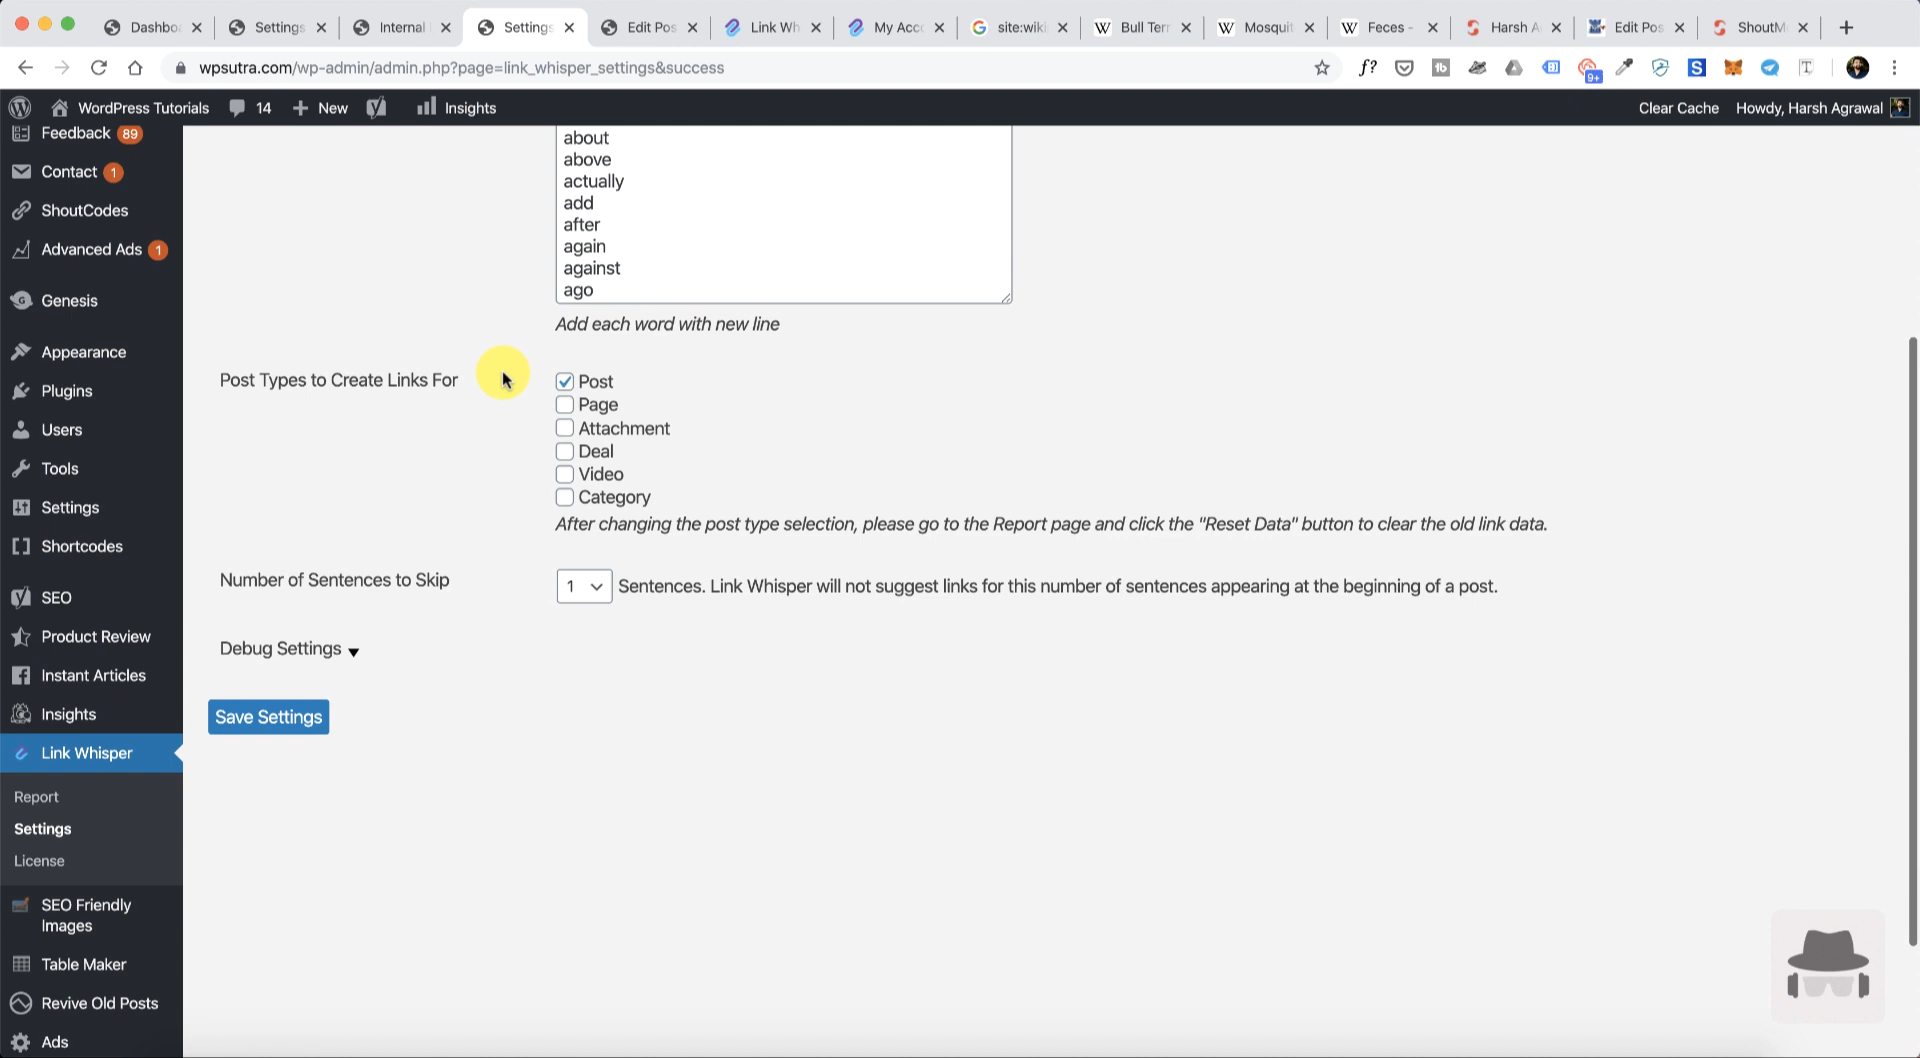 Dashbo
Settings
Internal
Settings
Edit Pos
Link Wh
My Acc
site:wiki
Bull Terr
Mosquit
Feces -
Harsh A
Edit Pos
ShoutM
wpsutra.com/wp-admin/admin.php?page=link_whisper_settings&success
f?
9+
WordPress Tutorials
14
New
Insights
Clear Cache
Howdy, Harsh Agrawal
Feedback 89
Contact 1
ShoutCodes
Advanced Ads 1
Genesis
Appearance
Plugins
Users
Tools
Settings
Shortcodes
SEO
Product Review
Instant Articles
Insights
Link Whisper
Report
Settings
License
SEO Friendly
Images
Table Maker
Revive Old Posts
Ads
about
above
actually
add
after
again
against
ago
Add each word with new line
Post Types to Create Links For
Post
Page
Attachment
Deal
Video
Category
After changing the post type selection, please go to the Report page and click the "Reset Data" button to clear the old link data.
Number of Sentences to Skip
1 Sentences. Link Whisper will not suggest links for this number of sentences appearing at the beginning of a post.
Debug Settings
Save Settings